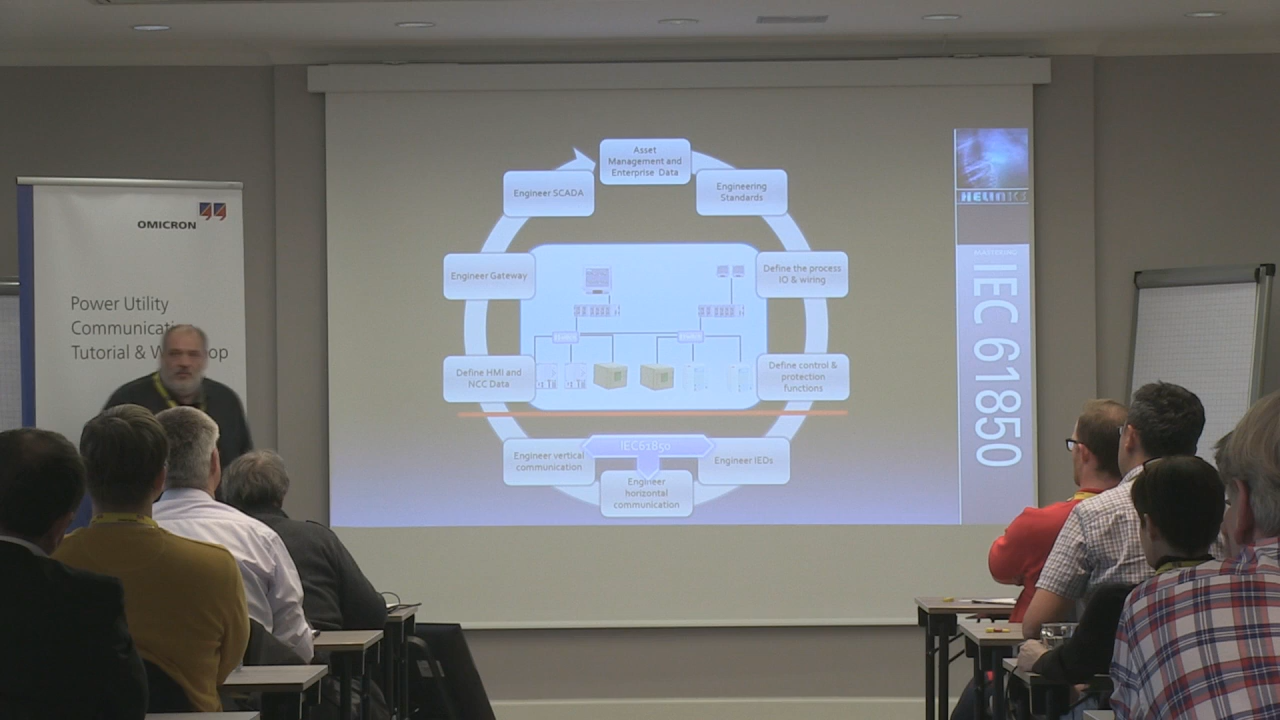 OMICRON
Power Utility
Communicati
Tutorial & W
op
Asset
Management and
Enterprise Data
Engineer SCADA
Engineering
Standards
Engineer Gateway
Define the process
IO & wiring
Define HMI and
NCC Data
Define control &
protection
functions
Engineer vertical
communication
IEC61850
Engineer IEDs
Engineer
horizontal
communication
HELINKS
MASTERING
IEC 61850